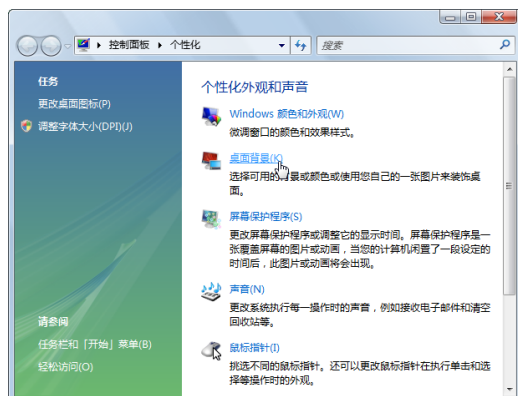 控制面板 ▸ 个性化
搜索
任务
更改桌面图标(P)
调整字体大小(DPI)(J)
请参阅
任务栏和「开始」菜单(B)
轻松访问(O)
个性化外观和声音
Windows 颜色和外观(W)
微调窗口的颜色和效果样式。
桌面背景(K)
选择可用的背景或颜色或使用您自己的一张图片来装饰桌
面。
屏幕保护程序(S)
更改屏幕保护程序或调整它的显示时间。屏幕保护程序是一
张覆盖屏幕的图片或动画，当您的计算机闲置了一段设定的
时间后，此图片或动画将会出现。
声音(N)
更改系统执行每一操作时的声音，例如接收电子邮件和清空
回收站等。
鼠标指针(I)
挑选不同的鼠标指针。还可以更改鼠标指针在执行单击和选
择等操作时的外观。